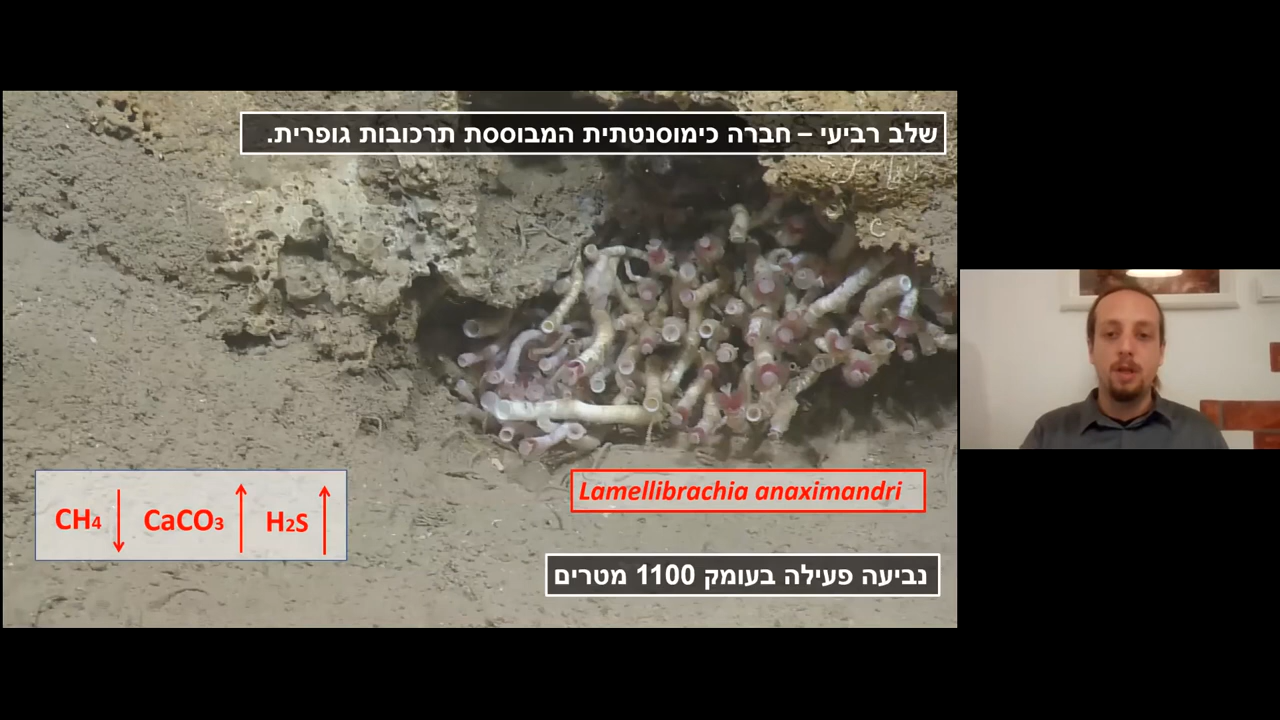 שלב רביעי – חברה כימוסנטתית המבוססת תרכובות גופרית.
Lamellibrachia anaximandri
CH4 ↓ CaCO3 ↑ H2S ↑
נביעה פעילה בעומק 1100 מטרים